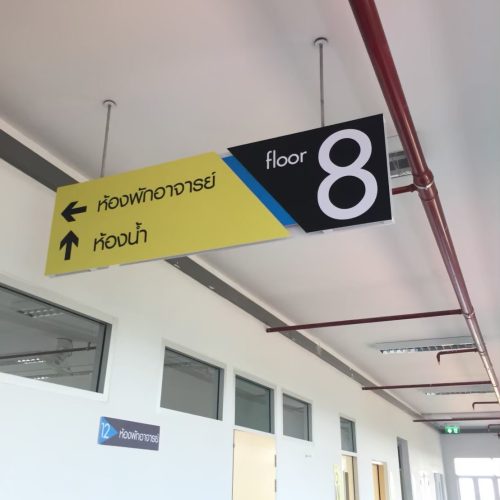 ← ห้องพักอาจารย์
↑ ห้องน้ำ
floor 8
12 ห้องพักอาจารย์